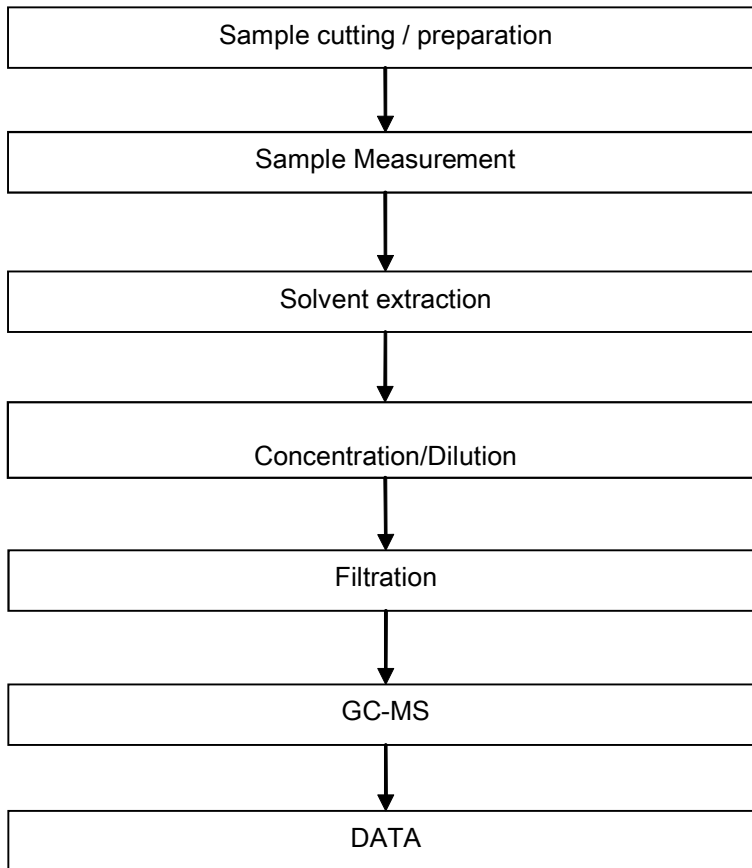 Sample cutting / preparation
Sample Measurement
Solvent extraction
Concentration/Dilution
Filtration
GC-MS
DATA